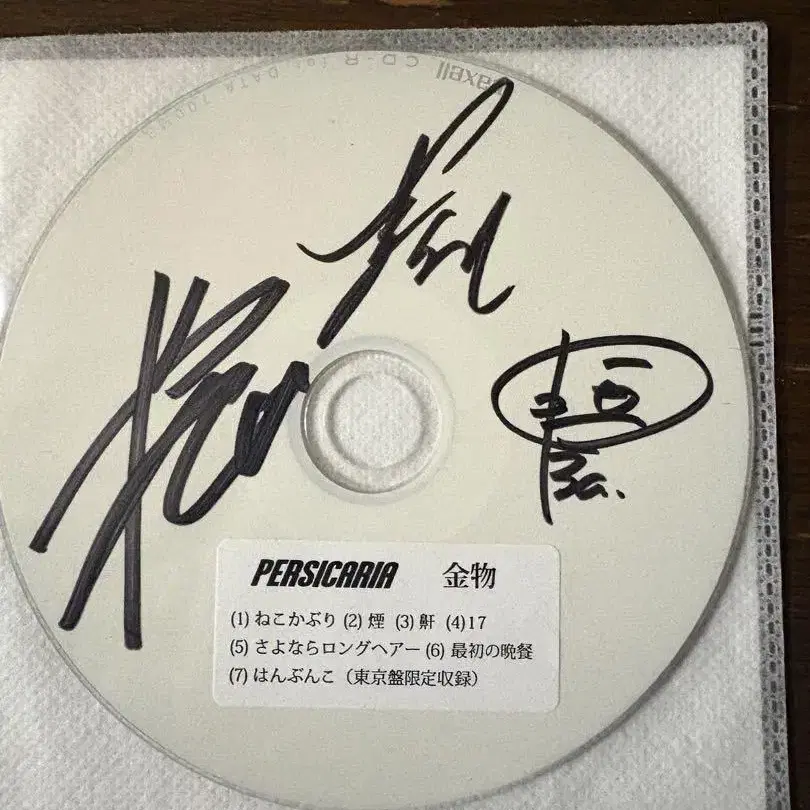 maxell
CD-R for DATA 700MB
PERSICARIA 金物
(1) ねこかぶり (2) 煙 (3) 鼾 (4)17
(5) さよならロングヘアー (6) 最初の晩餐
(7) はんぶんこ（東京盤限定収録）